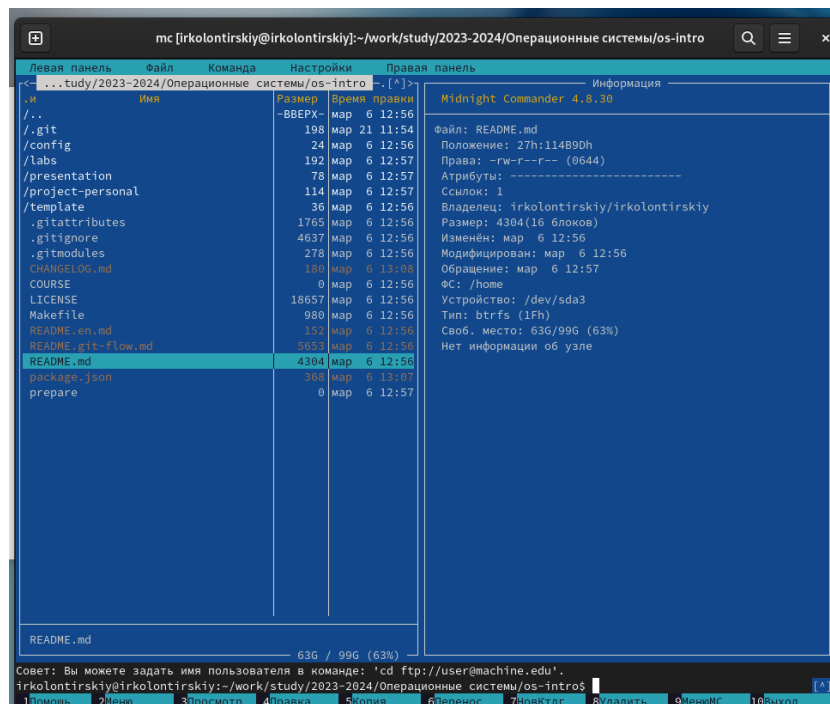 mc [irkolontirskiy@irkolontirskiy]:~/work/study/2023-2024/Операционные системы/os-intro
Левая панель Файл Команда Настройки Правая панель
<— ...tudy/2023-2024/Операционные системы/os-intro —.[^]>
.и Имя Размер Время правки
/.. -ВВЕРХ- мар 6 12:56
/.git 198 мар 21 11:54
/config 24 мар 6 12:56
/labs 192 мар 6 12:57
/presentation 78 мар 6 12:57
/project-personal 114 мар 6 12:57
/template 36 мар 6 12:56
.gitattributes 1765 мар 6 12:56
.gitignore 4637 мар 6 12:56
.gitmodules 278 мар 6 12:56
CHANGELOG.md 180 мар 6 13:08
COURSE 0 мар 6 12:56
LICENSE 18657 мар 6 12:56
Makefile 980 мар 6 12:56
README.en.md 152 мар 6 12:56
README.git-flow.md 5653 мар 6 12:56
README.md 4304 мар 6 12:56
package.json 368 мар 6 13:07
prepare 0 мар 6 12:57
README.md
63G / 99G (63%)
Информация
Midnight Commander 4.8.30
Файл: README.md
Положение: 27h:114B9Dh
Права: -rw-r--r-- (0644)
Атрибуты: -------------------------
Ссылок: 1
Владелец: irkolontirskiy/irkolontirskiy
Размер: 4304(16 блоков)
Изменён: мар 6 12:56
Модифицирован: мар 6 12:56
Обращение: мар 6 12:57
ФС: /home
Устройство: /dev/sda3
Тип: btrfs (1Fh)
Своб. место: 63G/99G (63%)
Нет информации об узле
Совет: Вы можете задать имя пользователя в команде: 'cd ftp://user@machine.edu'.
irkolontirskiy@irkolontirskiy:~/work/study/2023-2024/Операционные системы/os-intro$ [^]
1Помощь 2Меню 3Просмотр 4Правка 5Копия 6Перенос 7НовКтлг 8Удалить 9МенюMC 10Выход